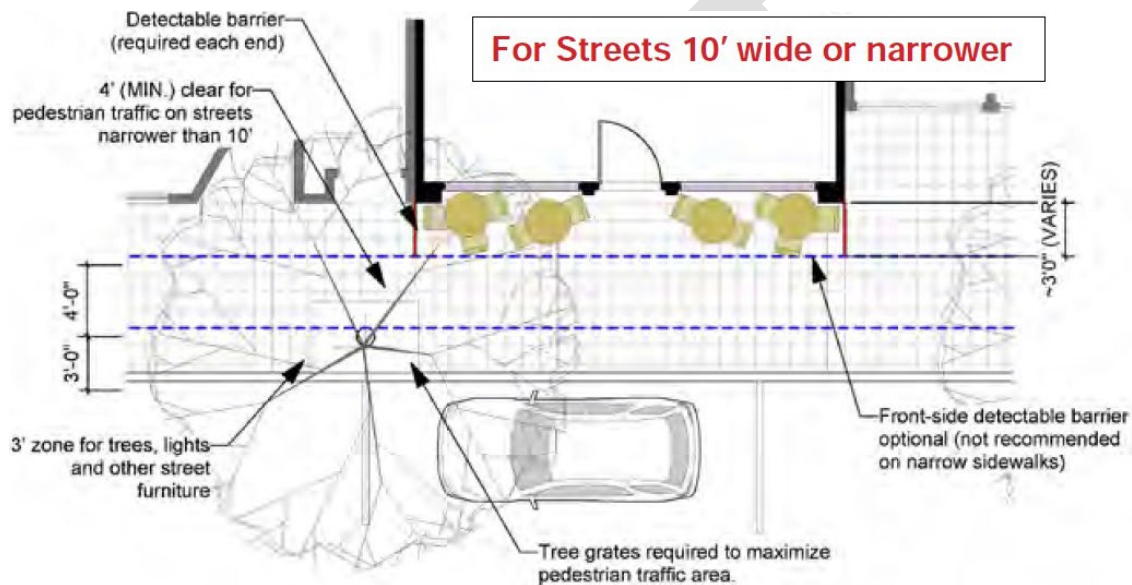 For Streets 10' wide or narrower
Detectable barrier
(required each end)
4' (MIN.) clear for
pedestrian traffic on streets
narrower than 10'
~3'0" (VARIES)
4'-0"
3'-0"
3' zone for trees, lights
and other street
furniture
Front-side detectable barrier
optional (not recommended
on narrow sidewalks)
Tree grates required to maximize
pedestrian traffic area.